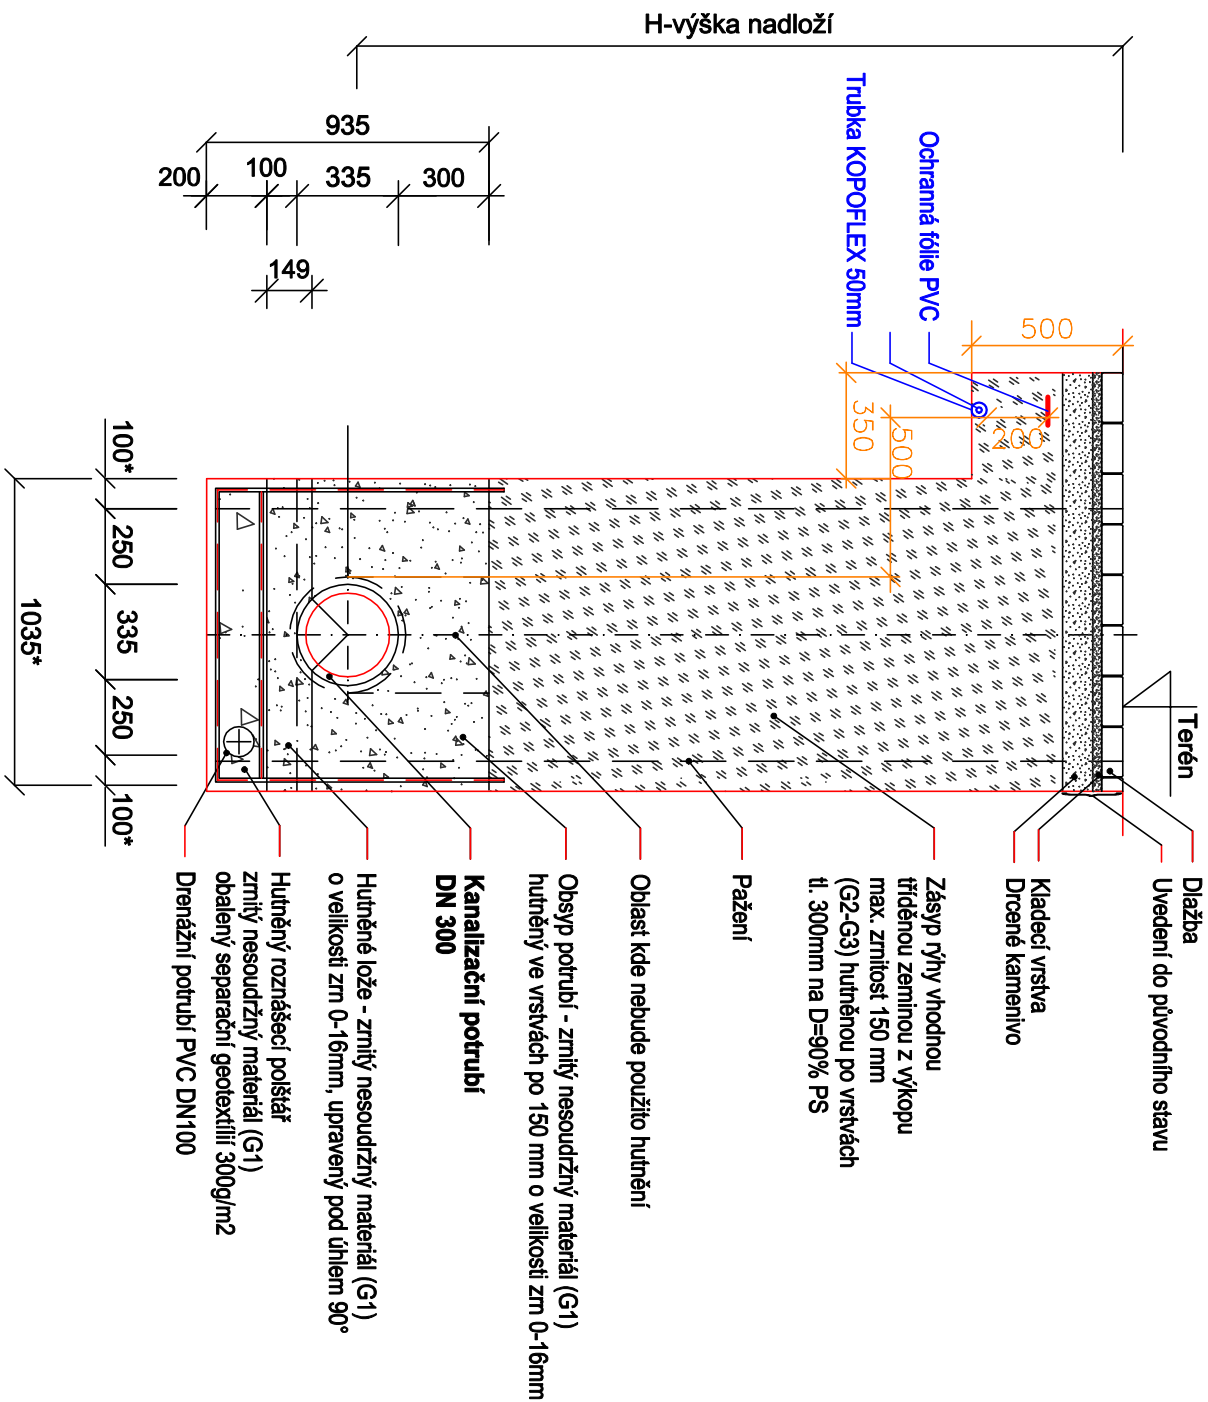 H-výška nadloží
935
200
100
335
300
149
Ochranná fólie PVC
Trubka KOPOFLEX 50mm
500
350
500
200
Terén
100*
250
335
250
100*
1035*
Dlažba
Uvedení do původního stavu
Kladecí vrstva
Drcené kamenivo
Zásyp rýhy vhodnou
tříděnou zeminou z výkopu
max. zrnitost 150 mm
(G2-G3) hutněnou po vrstvách
tl. 300mm na D=90% PS
Pažení
Oblast kde nebude použito hutnění
Obsyp potrubí - zrnitý nesoudržný materiál (G1)
hutněný ve vrstvách po 150 mm o velikosti zrn 0-16mm
Kanalizační potrubí
DN 300
Hutněné lože - zrnitý nesoudržný materiál (G1)
o velikosti zrn 0-16mm, upravený pod úhlem 90°
Hutněný roznášecí polštář
zrnitý nesoudržný materiál (G1)
obalený separační geotextílií 300g/m2
Drenážní potrubí PVC DN100